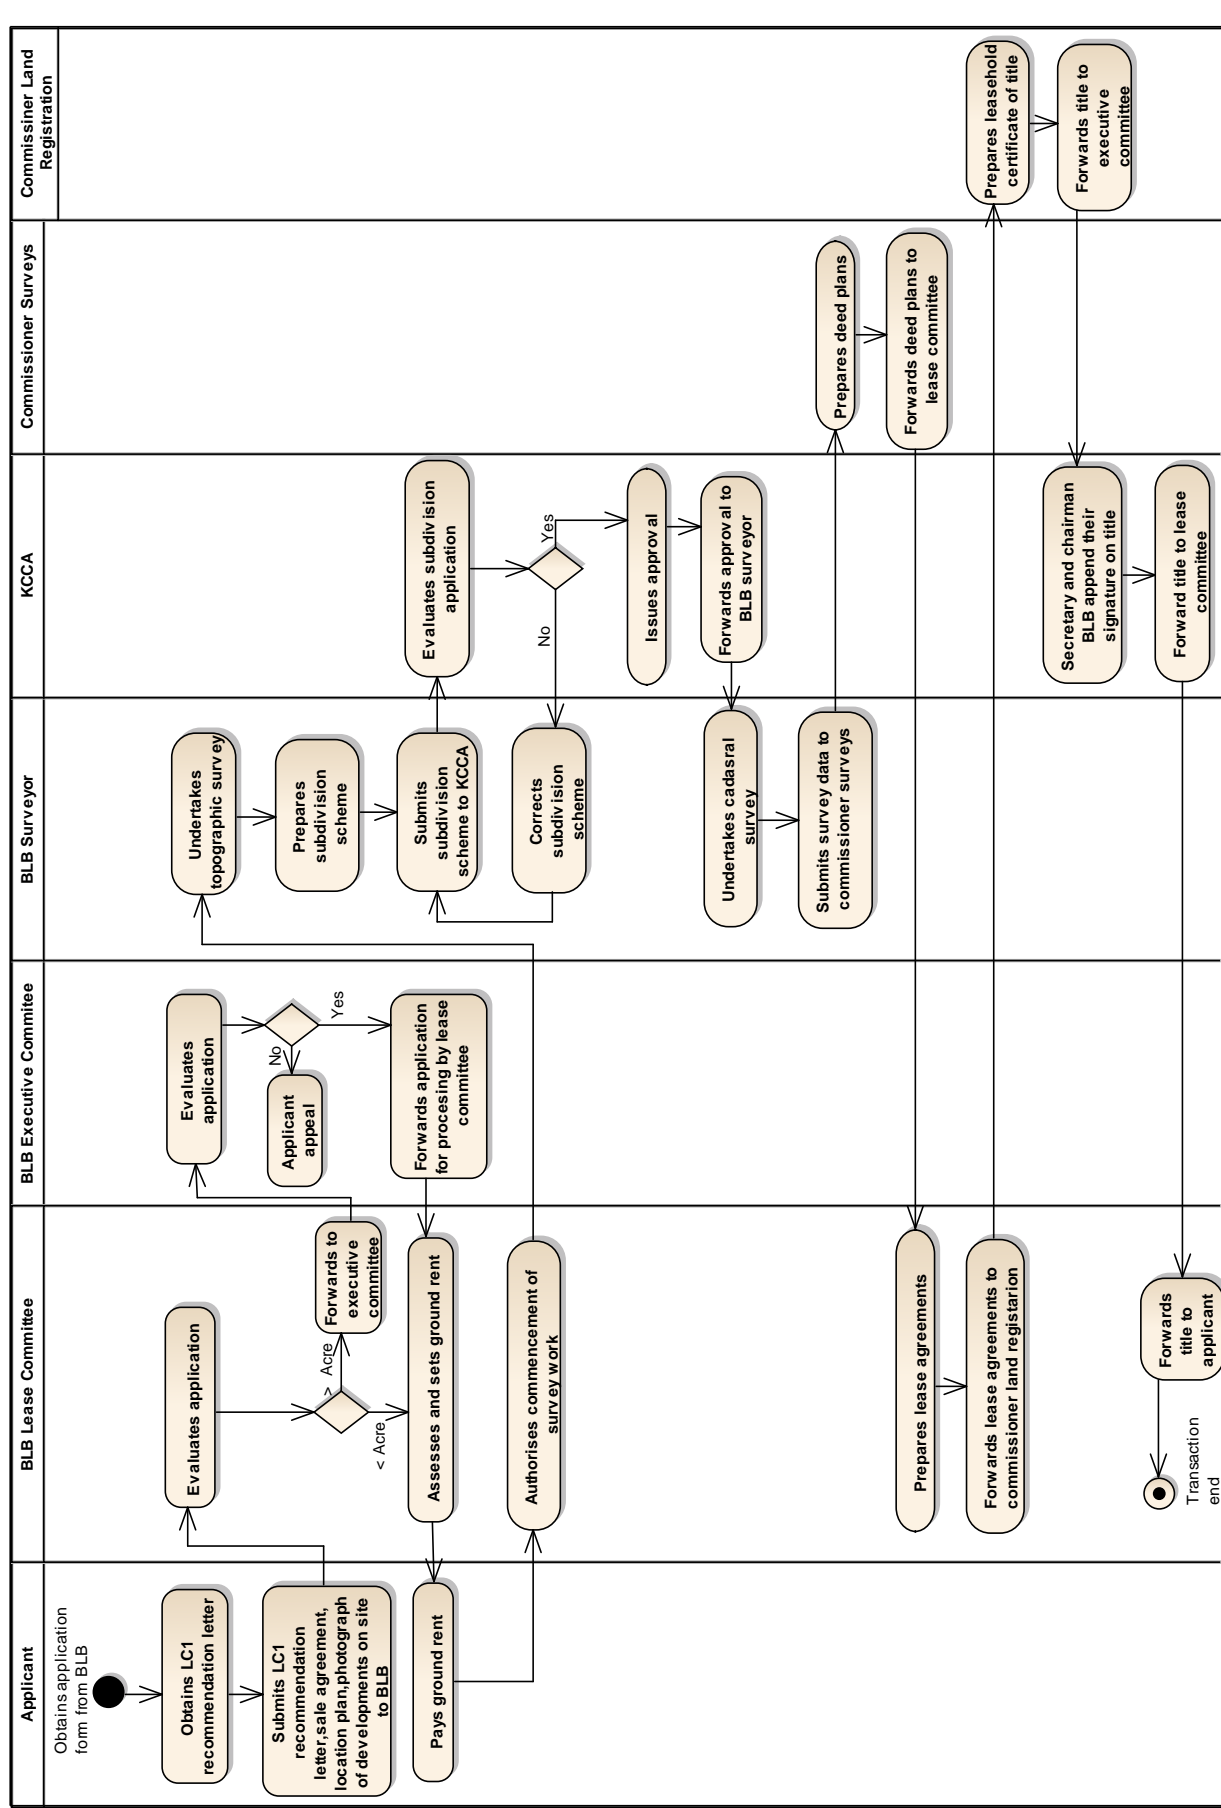 Applicant
BLB Lease Committee
BLB Executive Commitee
BLB Surveyor
KCCA
Commissioner Surveys
Commissiner Land
Registration
Obtains application
form from BLB
Obtains LC1
recommendation letter
Submits LC1
recommendation
letter,sale agreement,
location plan,photograph
of developments on site
to BLB
Pays ground rent
Evaluates application
> Acre
< Acre
Forwards to
executive
committee
Assesses and sets ground rent
Authorises commencement of
survey work
Prepares lease agreements
Forwards lease agreements to
commissioner land registarion
Forwards
title to
applicant
Transaction
end
Evaluates
application
No
Yes
Applicant
appeal
Forwards application
for procesing by lease
committee
Undertakes
topographic survey
Prepares
subdivision
scheme
Submits
subdivision
scheme to KCCA
Corrects
subdivision
scheme
Undertakes cadasral
survey
Submits survey data to
commissioner surveys
Evaluates subdivision
application
No
Yes
Issues approval
Forwards approval to
BLB surveyor
Secretary and chairman
BLB append their
signature on title
Forward title to lease
committee
Prepares deed plans
Forwards deed plans to
lease committee
Prepares leasehold
certificate of title
Forwards title to
executive
committee